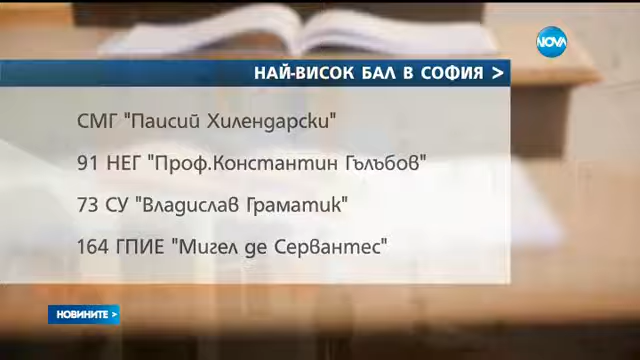 NOVA
НАЙ-ВИСОК БАЛ В СОФИЯ >
СМГ "Паисий Хилендарски"
91 НЕГ "Проф.Константин Гълъбов"
73 СУ "Владислав Граматик"
164 ГПИЕ "Мигел де Сервантес"
НОВИНИТЕ >